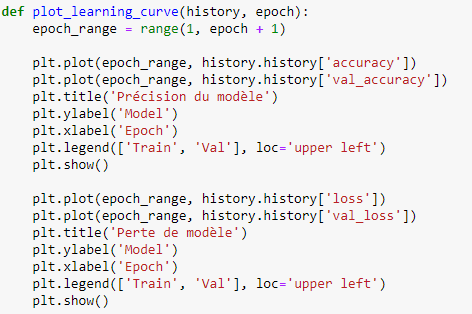 def plot_learning_curve(history, epoch):
    epoch_range = range(1, epoch + 1)

    plt.plot(epoch_range, history.history['accuracy'])
    plt.plot(epoch_range, history.history['val_accuracy'])
    plt.title('Précision du modèle')
    plt.ylabel('Model')
    plt.xlabel('Epoch')
    plt.legend(['Train', 'Val'], loc='upper left')
    plt.show()

    plt.plot(epoch_range, history.history['loss'])
    plt.plot(epoch_range, history.history['val_loss'])
    plt.title('Perte de modèle')
    plt.ylabel('Model')
    plt.xlabel('Epoch')
    plt.legend(['Train', 'Val'], loc='upper left')
    plt.show()